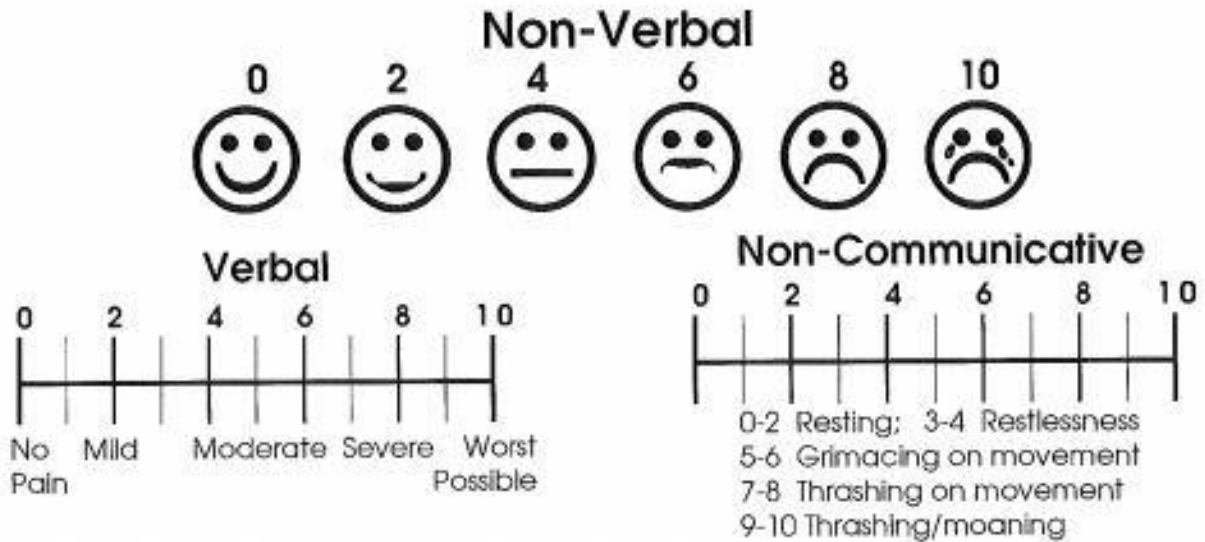 Non-Verbal
0 2 4 6 8 10
Verbal
0 2 4 6 8 10
No Mild Moderate Severe Worst
Pain Possible
Non-Communicative
0 2 4 6 8 10
0-2 Resting; 3-4 Restlessness
5-6 Grimacing on movement
7-8 Thrashing on movement
9-10 Thrashing/moaning